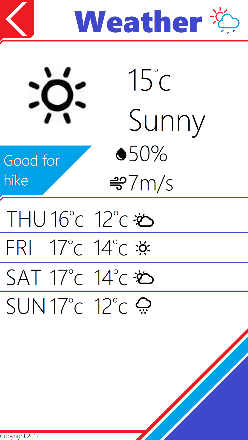 Weather
15°c
Sunny
50%
7m/s
Good for
hike
THU 16°c 12°c
FRI 17°c 14°c
SAT 17°c 14°c
SUN 17°c 12°c